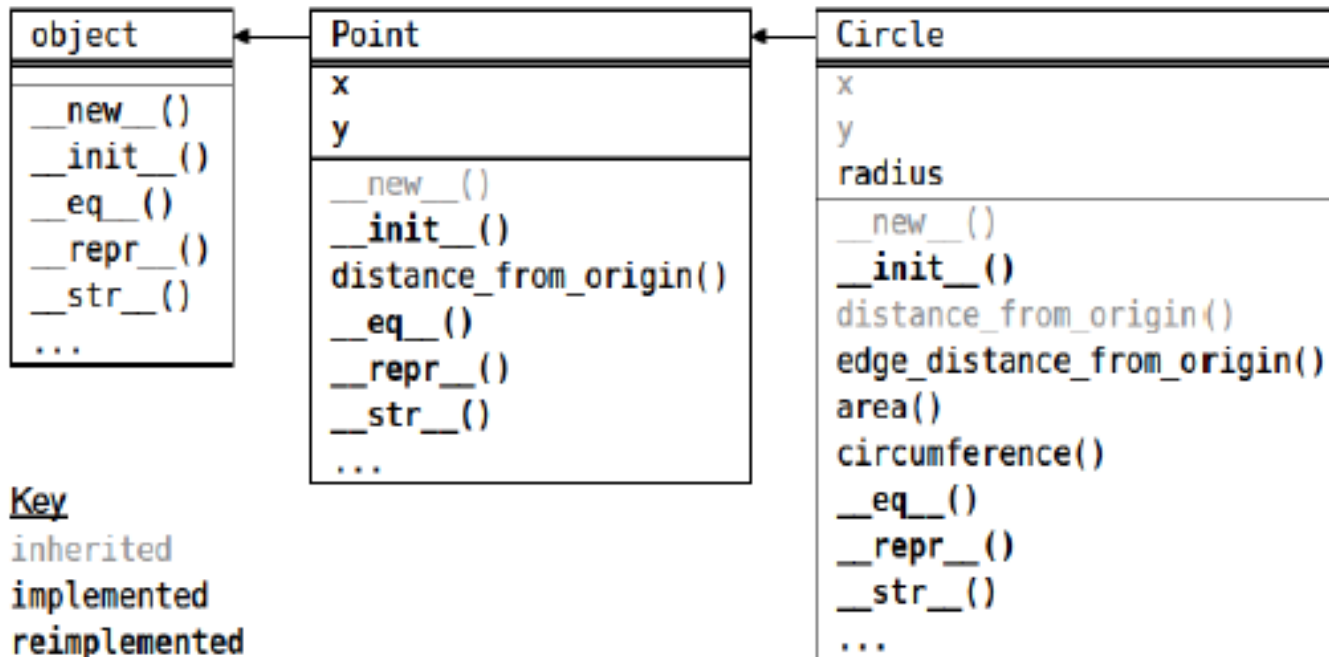 object
__new__()
__init__()
__eq__()
__repr__()
__str__()
...
Point
x
y
__new__()
__init__()
distance_from_origin()
__eq__()
__repr__()
__str__()
...
Circle
x
y
radius
__new__()
__init__()
distance_from_origin()
edge_distance_from_origin()
area()
circumference()
__eq__()
__repr__()
__str__()
...
Key
inherited
implemented
reimplemented